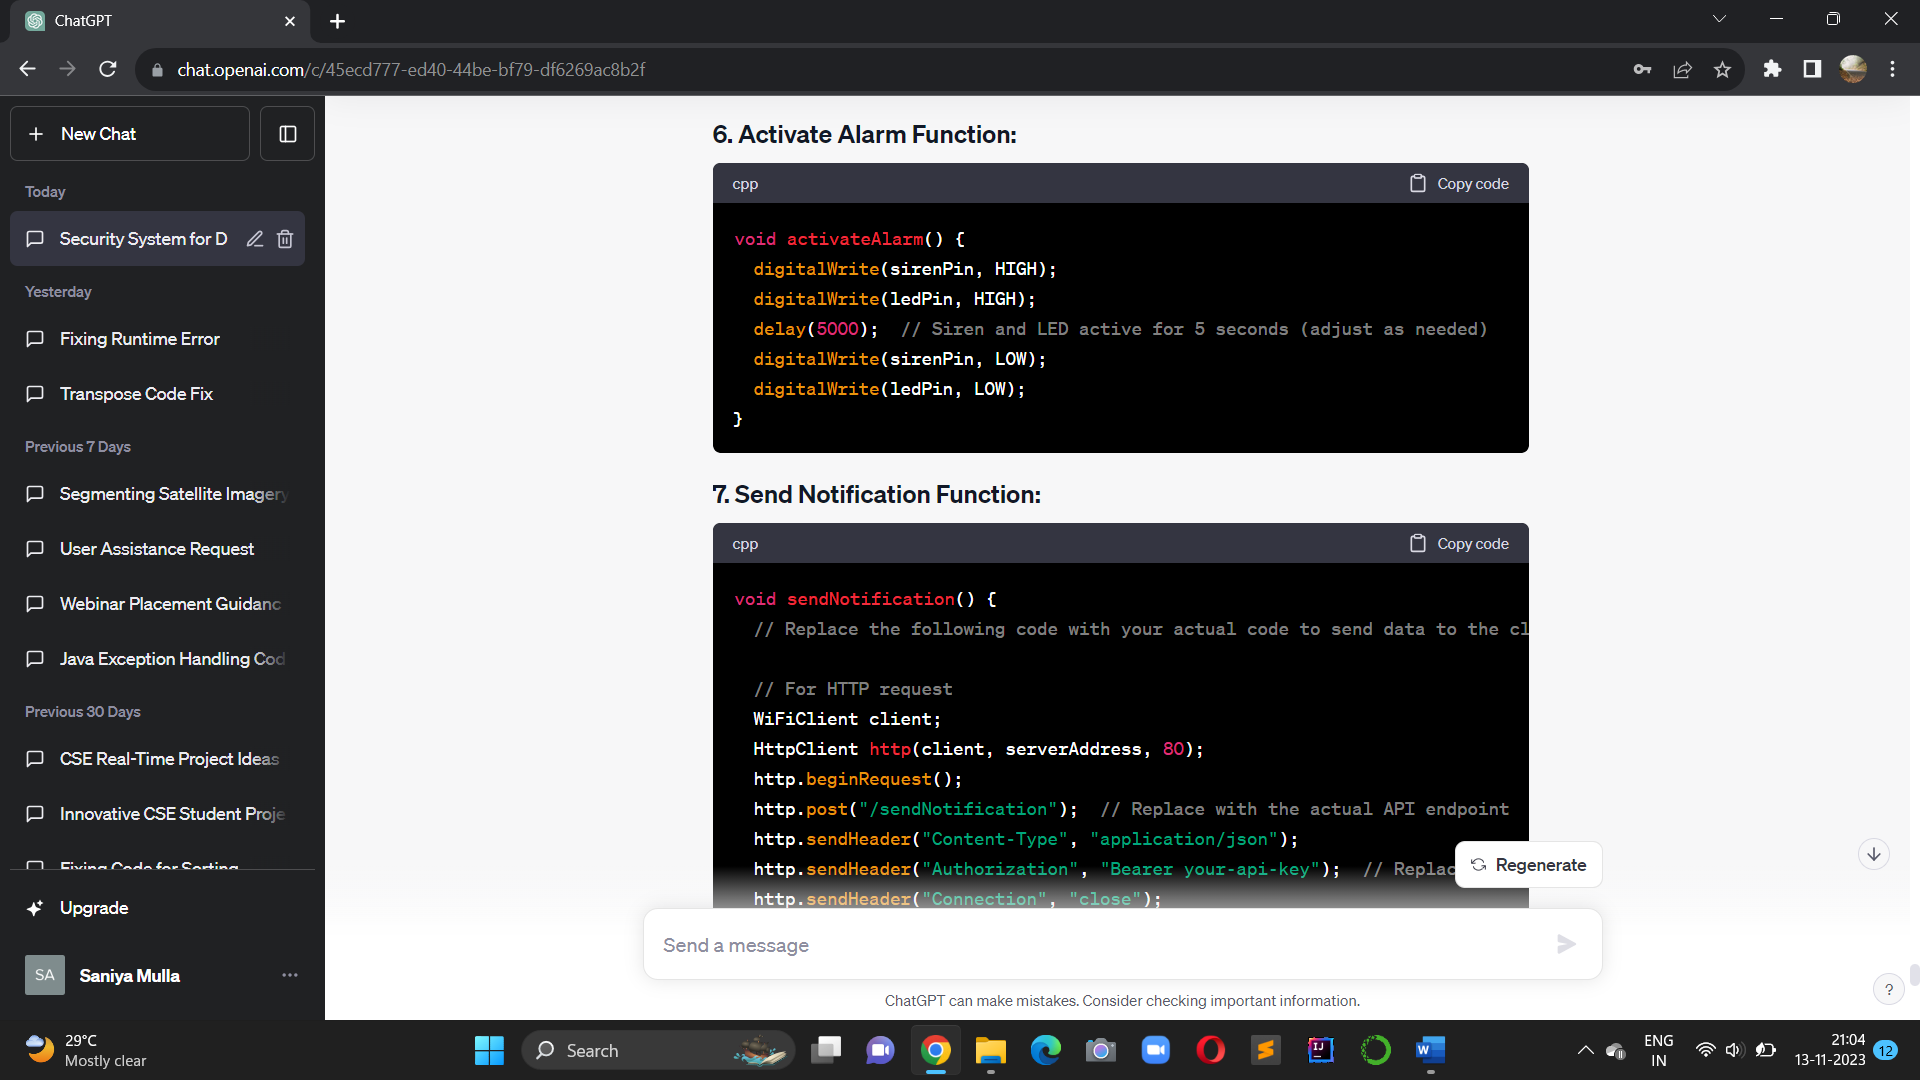 ChatGPT
chat.openai.com/c/45ecd777-ed40-44be-bf79-df6269ac8b2f
New Chat
Today
Security System for D
Yesterday
Fixing Runtime Error
Transpose Code Fix
Previous 7 Days
Segmenting Satellite Imagery
User Assistance Request
Webinar Placement Guidanc
Java Exception Handling Cod
Previous 30 Days
CSE Real-Time Project Ideas
Innovative CSE Student Proje
Fixing Code for Sorting
Upgrade
SA
Saniya Mulla
6. Activate Alarm Function:
cpp
Copy code
void activateAlarm() {
  digitalWrite(sirenPin, HIGH);
  digitalWrite(ledPin, HIGH);
  delay(5000);  // Siren and LED active for 5 seconds (adjust as needed)
  digitalWrite(sirenPin, LOW);
  digitalWrite(ledPin, LOW);
}
7. Send Notification Function:
cpp
Copy code
void sendNotification() {
  // Replace the following code with your actual code to send data to the cl
  // For HTTP request
  WiFiClient client;
  HttpClient http(client, serverAddress, 80);
  http.beginRequest();
  http.post("/sendNotification");  // Replace with the actual API endpoint
  http.sendHeader("Content-Type", "application/json");
  http.sendHeader("Authorization", "Bearer your-api-key");  // Replac
  http.sendHeader("Connection", "close");
Regenerate
Send a message
ChatGPT can make mistakes. Consider checking important information.
?
29°C
Mostly clear
Search
ENG
IN
21:04
13-11-2023
12